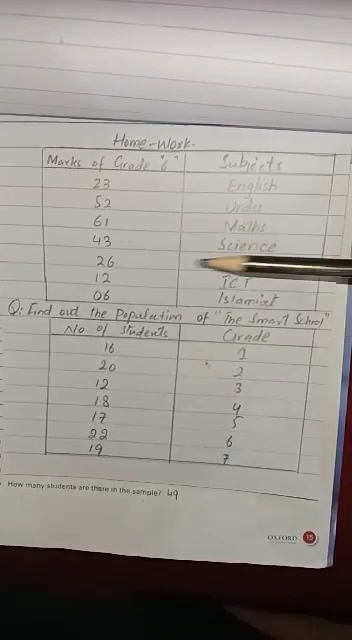 Home-Work.
Marks of Grade "6" Subjects
23 English
52 Urdu
61 Maths
43 Science
26
12 ICT
06 Islamiat
Q: Find out the Population of "The Smart School"
No of students Grade
16 1
20 2
12 3
18 4
17 5
22 6
19 7
How many students are there in the sample? 49
OXFORD 15